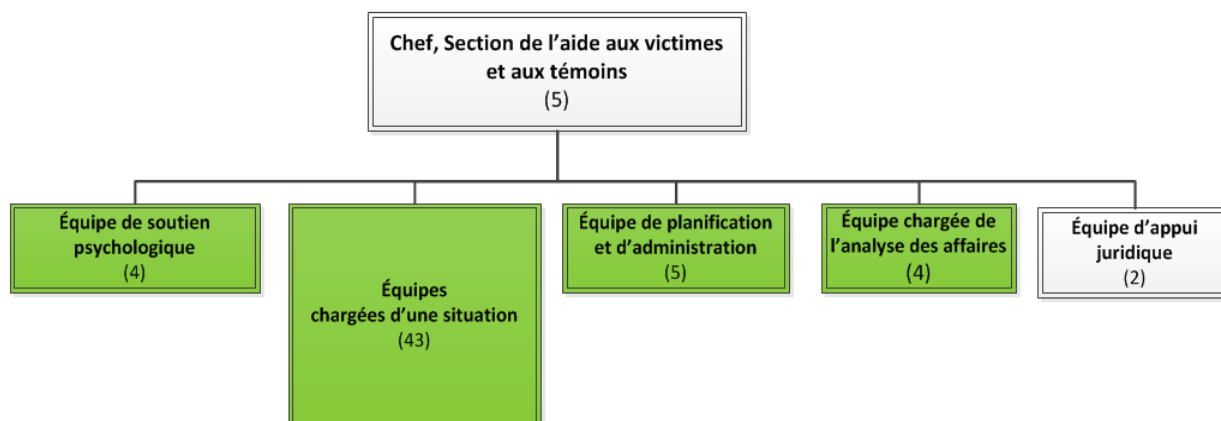 Chef, Section de l’aide aux victimes
et aux témoins
(5)
Équipe de soutien
psychologique
(4)
Équipes
chargées d’une situation
(43)
Équipe de planification
et d’administration
(5)
Équipe chargée de
l’analyse des affaires
(4)
Équipe d’appui
juridique
(2)